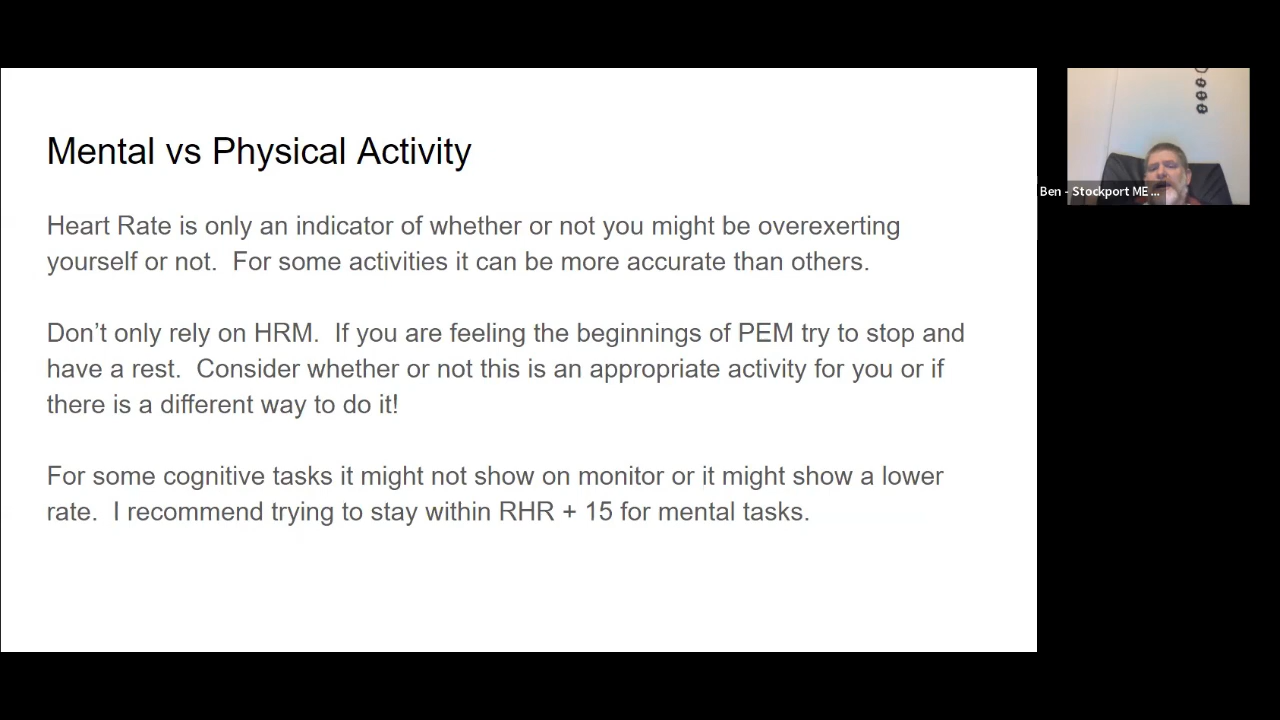 Mental vs Physical Activity
Heart Rate is only an indicator of whether or not you might be overexerting
yourself or not.  For some activities it can be more accurate than others.
Don’t only rely on HRM.  If you are feeling the beginnings of PEM try to stop and
have a rest.  Consider whether or not this is an appropriate activity for you or if
there is a different way to do it!
For some cognitive tasks it might not show on monitor or it might show a lower
rate.  I recommend trying to stay within RHR + 15 for mental tasks.
Ben - Stockport ME ...